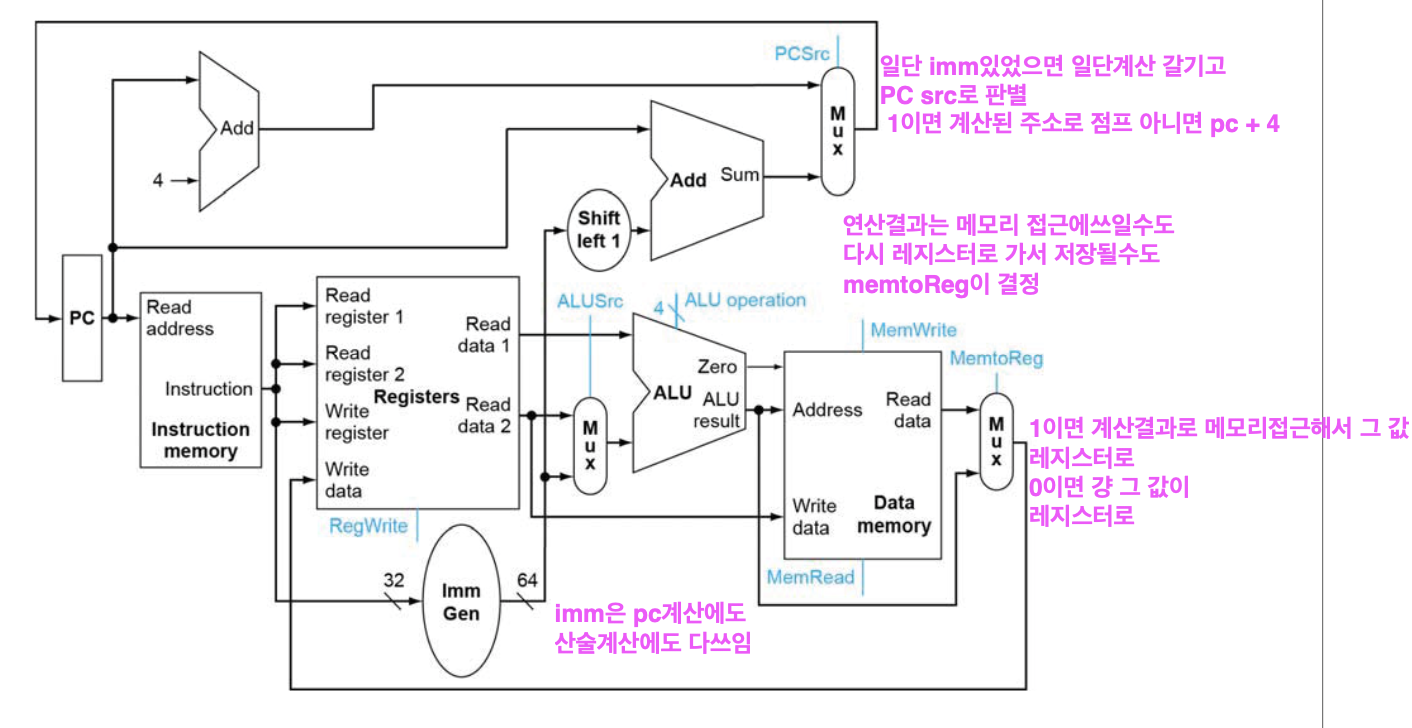 PCSrc
일단 imm있었으면 일단계산 갈기고
PC src로 판별
1이면 계산된 주소로 점프 아니면 pc + 4
Add
4
M
u
x
Add
Sum
Shift
left 1
연산결과는 메모리 접근에쓰일수도
다시 레지스터로 가서 저장될수도
memtoReg이 결정
PC
Read
address
Instruction
Instruction
memory
Read
register 1
Read
register 2
Write
register
Write
data
Registers
Read
data 1
Read
data 2
RegWrite
ALUSrc
M
u
x
4
ALU operation
Zero
ALU
ALU
result
MemWrite
Address
Read
data
Write
data
Data
memory
MemRead
MemtoReg
M
u
x
1이면 계산결과로 메모리접근해서 그 값
레지스터로
0이면 걍 그 값이
레지스터로
32
Imm
Gen
64
imm은 pc계산에도
산술계산에도 다쓰임